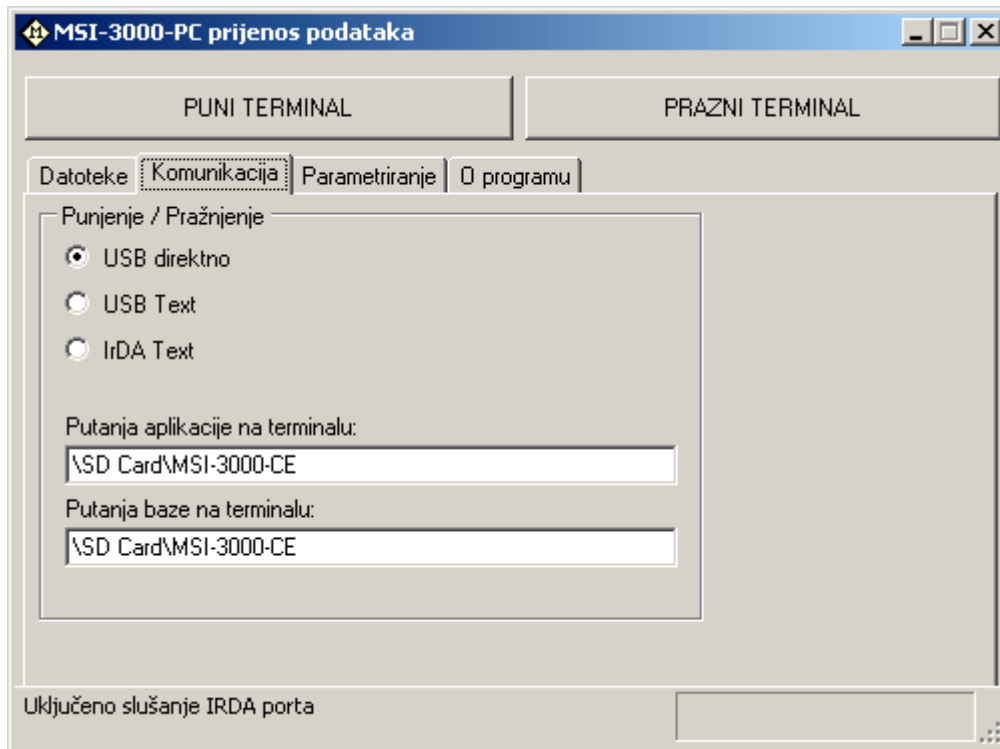 MSI-3000-PC prijenos podataka
PUNI TERMINAL
PRAZNI TERMINAL
Datoteke
Komunikacija
Parametriranje
O programu
Punjenje / Pražnjenje
USB direktno
USB Text
IrDA Text
Putanja aplikacije na terminalu:
\SD Card\MSI-3000-CE
Putanja baze na terminalu:
\SD Card\MSI-3000-CE
Uključeno slušanje IRDA porta